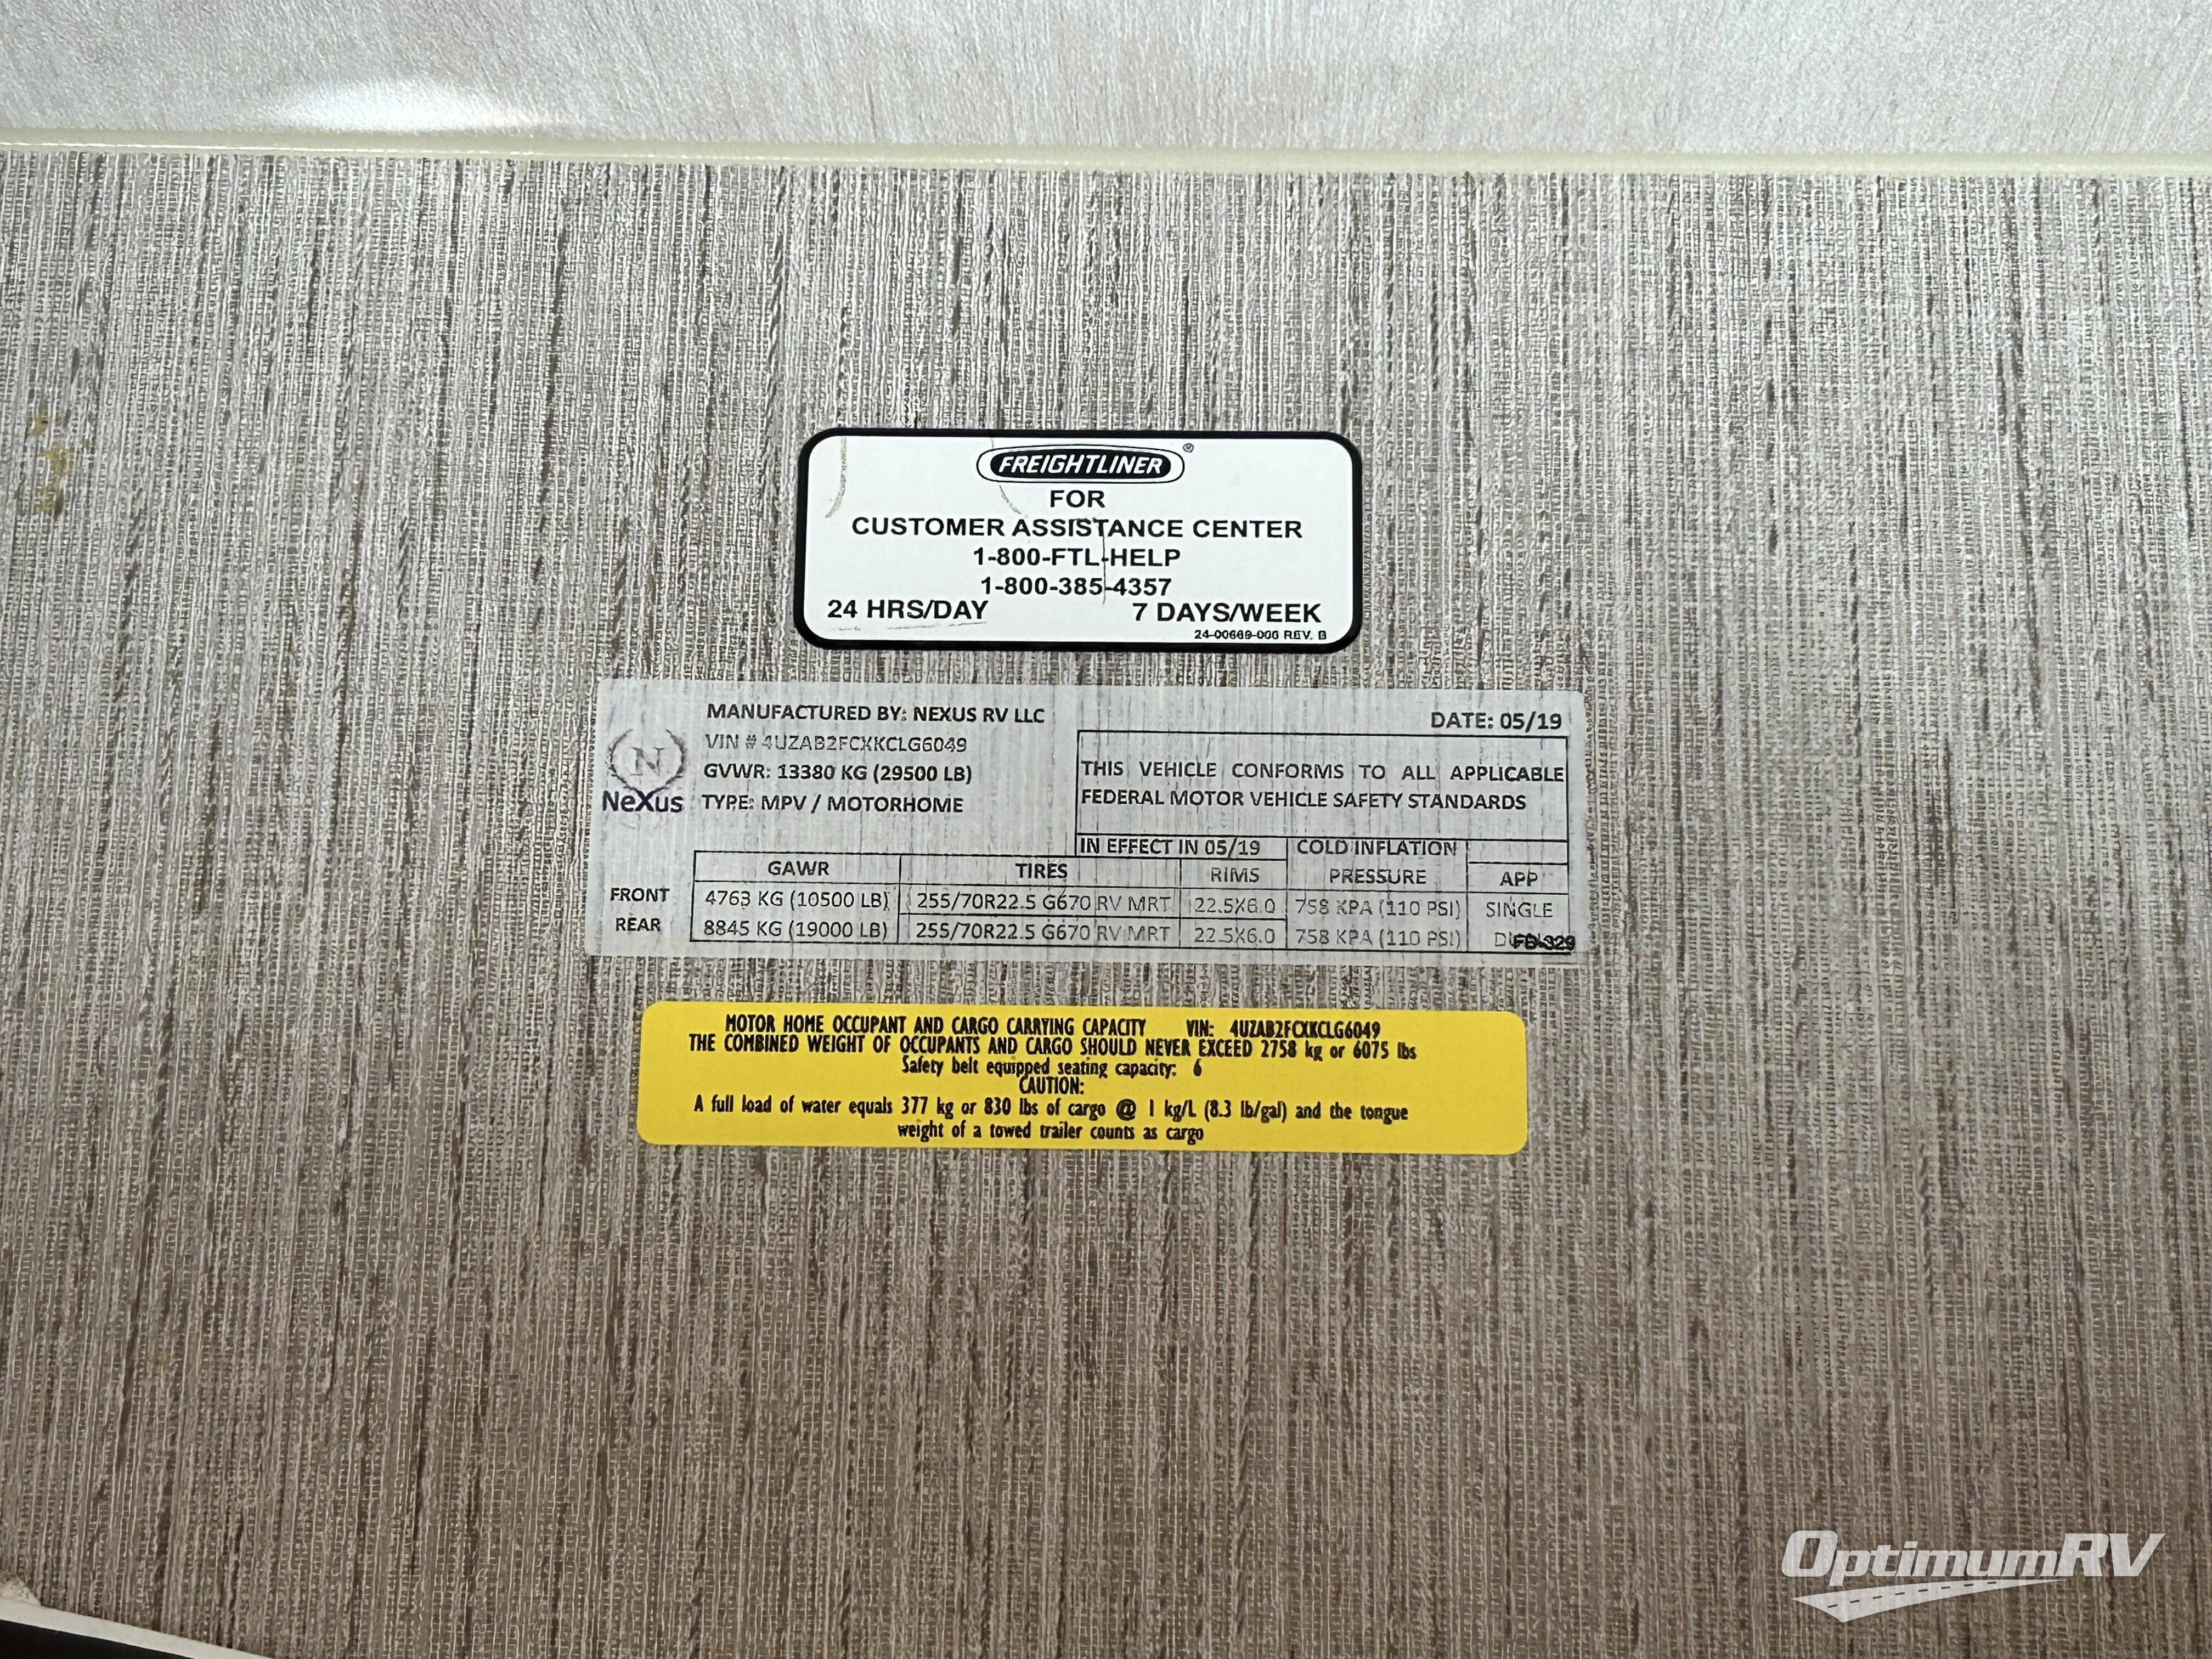 FREIGHTLINER®
FOR
CUSTOMER ASSISTANCE CENTER
1-800-FTL-HELP
1-800-385-4357
24 HRS/DAY 7 DAYS/WEEK
24-00669-000 REV. B
MANUFACTURED BY: NEXUS RV LLC DATE: 05/19
VIN # 4UZAB2FCXKCLG6049
GVWR: 13380 KG (29500 LB)
TYPE: MPV / MOTORHOME
N
NeXus
THIS VEHICLE CONFORMS TO ALL APPLICABLE
FEDERAL MOTOR VEHICLE SAFETY STANDARDS
IN EFFECT IN 05/19
GAWR TIRES RIMS COLD INFLATION PRESSURE APP
FRONT 4763 KG (10500 LB) 255/70R22.5 G670 RV MRT 22.5X6.0 758 KPA (110 PSI) SINGLE
REAR 8845 KG (19000 LB) 255/70R22.5 G670 RV MRT 22.5X6.0 758 KPA (110 PSI) FD-329
MOTOR HOME OCCUPANT AND CARGO CARRYING CAPACITY VIN: 4UZAB2FCXKCLG6049
THE COMBINED WEIGHT OF OCCUPANTS AND CARGO SHOULD NEVER EXCEED 2758 kg or 6075 lbs
Safety belt equipped seating capacity: 6
CAUTION:
A full load of water equals 377 kg or 830 lbs of cargo @ 1 kg/L (8.3 lb/gal) and the tongue
weight of a towed trailer counts as cargo
OptimumRV